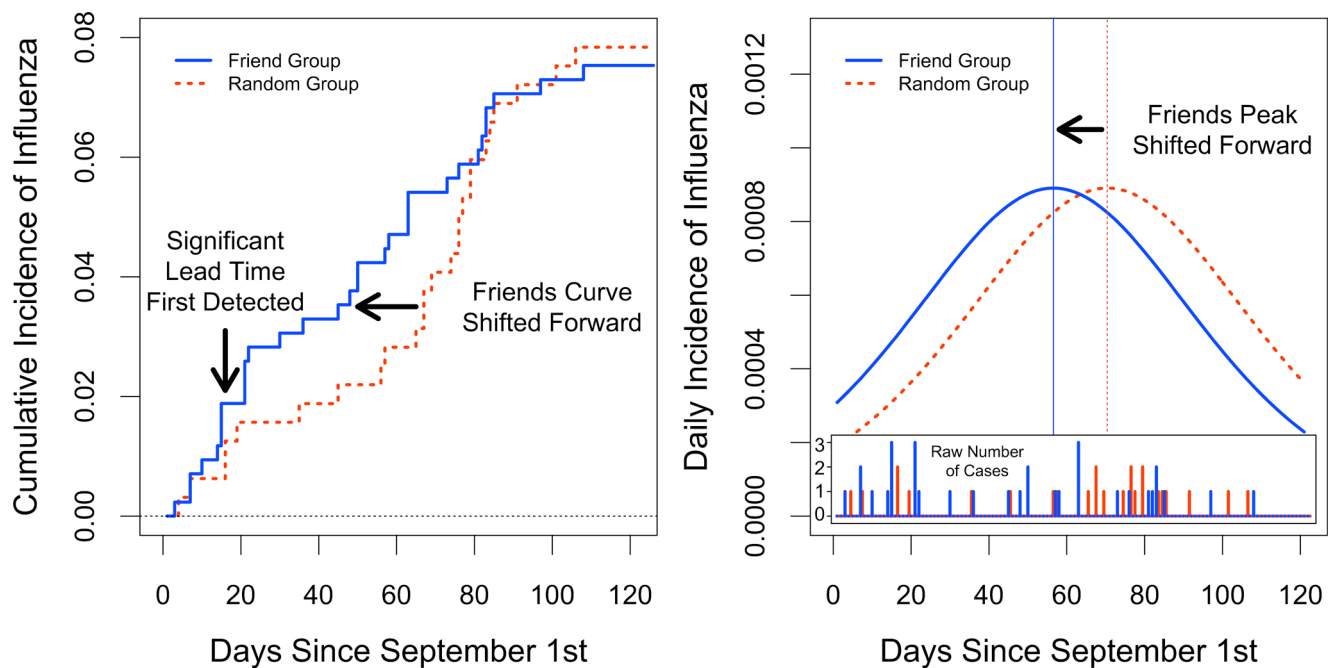 Cumulative Incidence of Influenza
0.00 0.02 0.04 0.06 0.08
Friend Group
Random Group
Significant
Lead Time
First Detected
Friends Curve
Shifted Forward
0 20 40 60 80 100 120
Days Since September 1st
Daily Incidence of Influenza
0.0000 0.0004 0.0008 0.0012
Friend Group
Random Group
Friends Peak
Shifted Forward
3
2
1
0
Raw Number
of Cases
0 20 40 60 80 100 120
Days Since September 1st